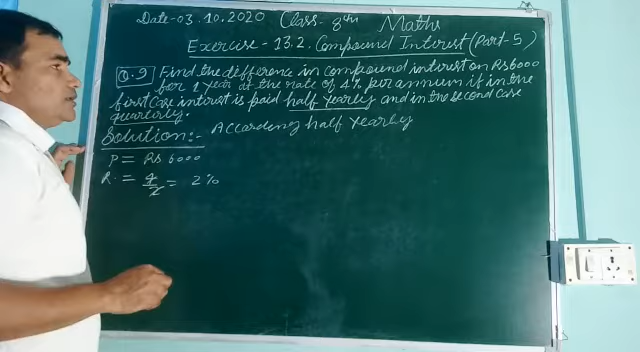 Date-03.10.2020 Class-8th Maths
Exercise-13.2. Compound Interest (Part-5)
Q.9 Find the difference in compound interest on Rs6000
for 1 year at the rate of 4% per annum if in the
first case interest is paid half yearly and in the second case
quarterly.
Solution:- According half Yearly
P = Rs. 6000
R. = 4/2 = 2%